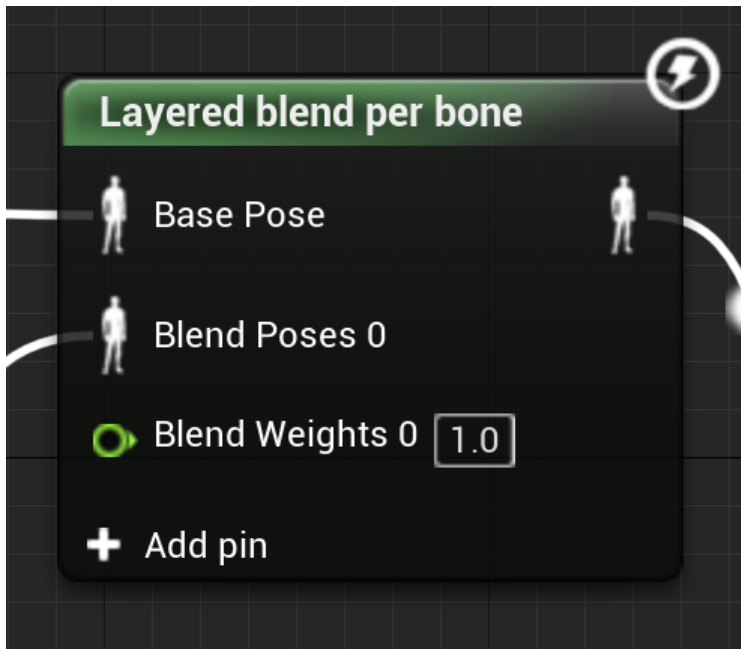 Layered blend per bone
Base Pose
Blend Poses 0
Blend Weights 0 1.0
Add pin